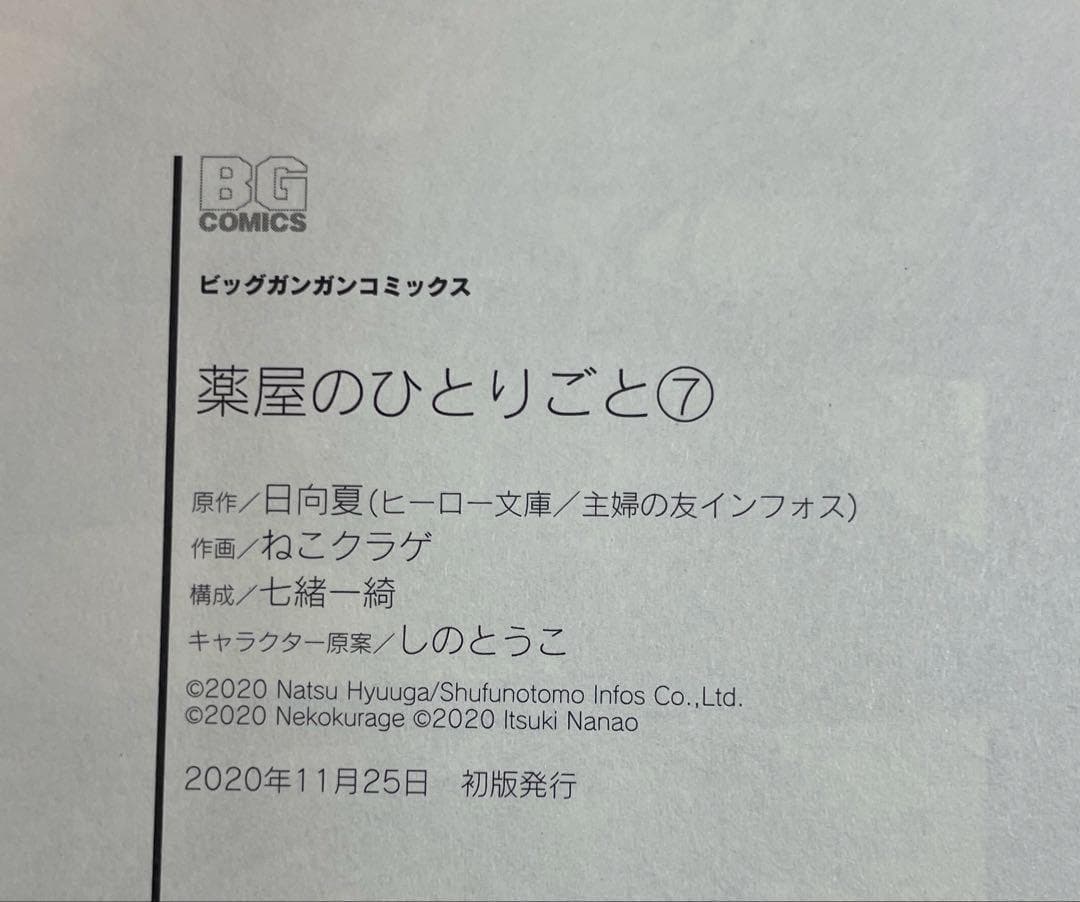 BG
COMICS
ビッグガンガンコミックス
薬屋のひとりごと⑦
原作／日向夏(ヒーロー文庫／主婦の友インフォス)
作画／ねこクラゲ
構成／七緒一綺
キャラクター原案／しのとうこ
©2020 Natsu Hyuuga/Shufunotomo Infos Co.,Ltd.
©2020 Nekokurage ©2020 Itsuki Nanao
2020年11月25日　初版発行